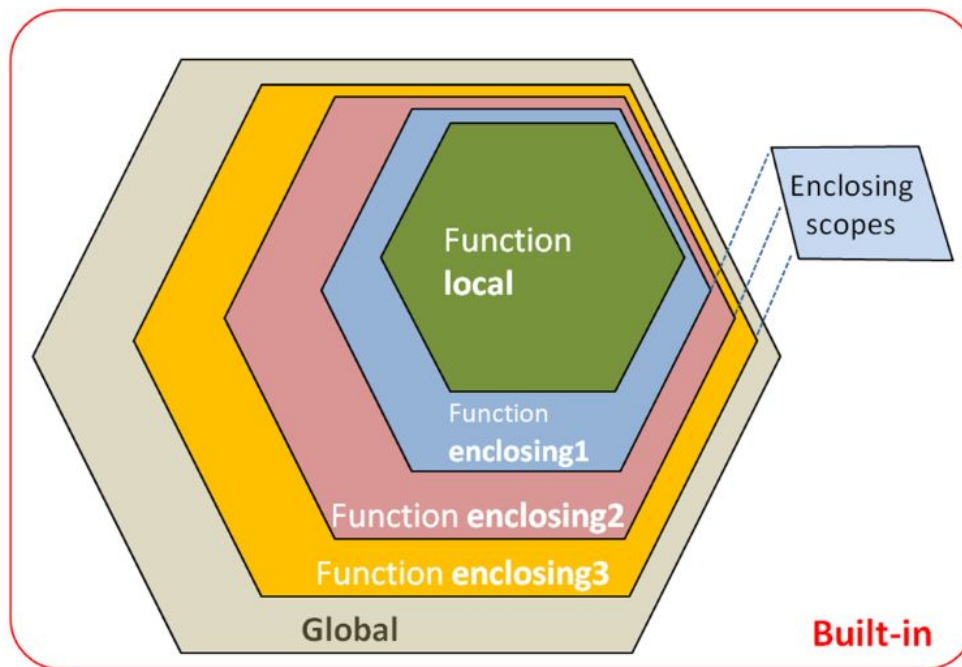 Enclosing
scopes
Function
local
Function
enclosing1
Function enclosing2
Function enclosing3
Global
Built-in